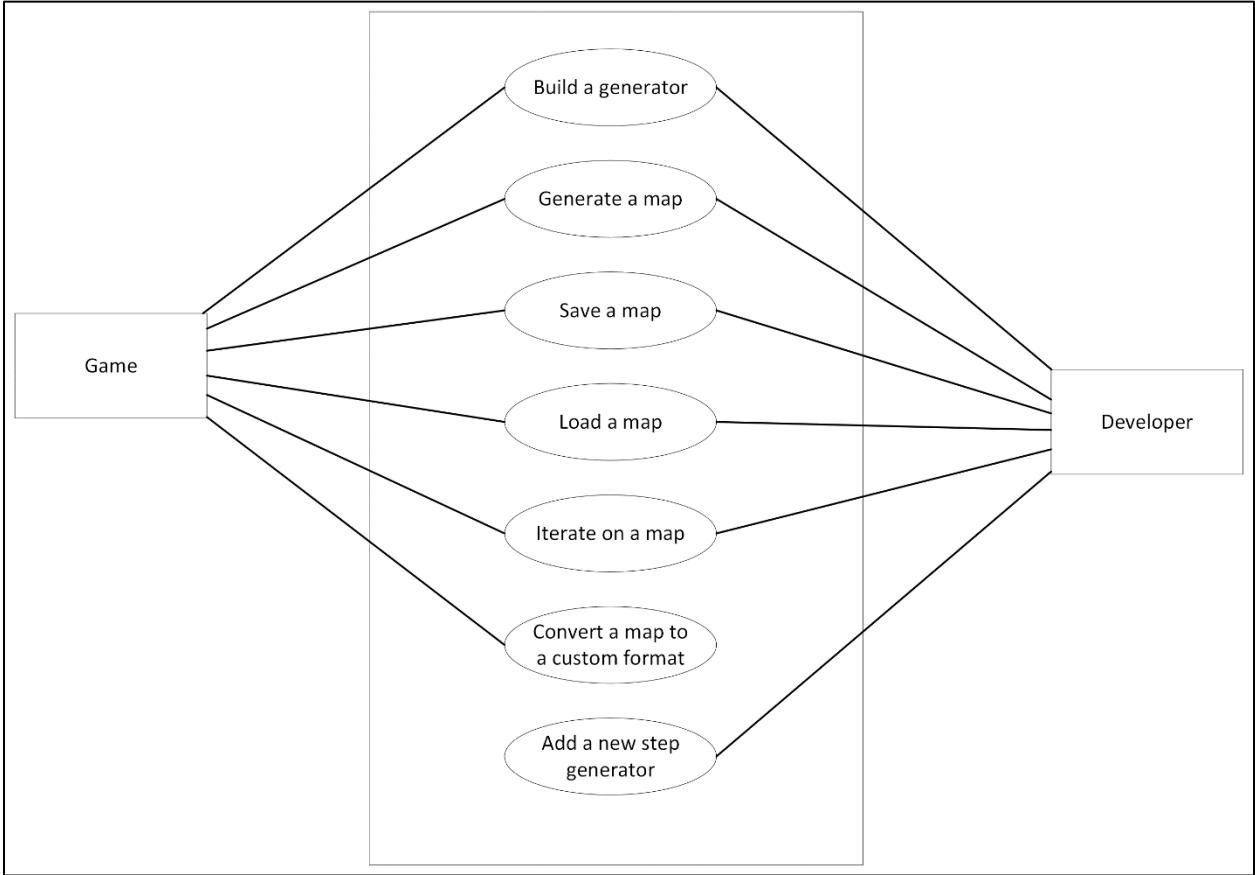 Build a generator
Generate a map
Save a map
Game
Load a map
Developer
Iterate on a map
Convert a map to
a custom format
Add a new step
generator